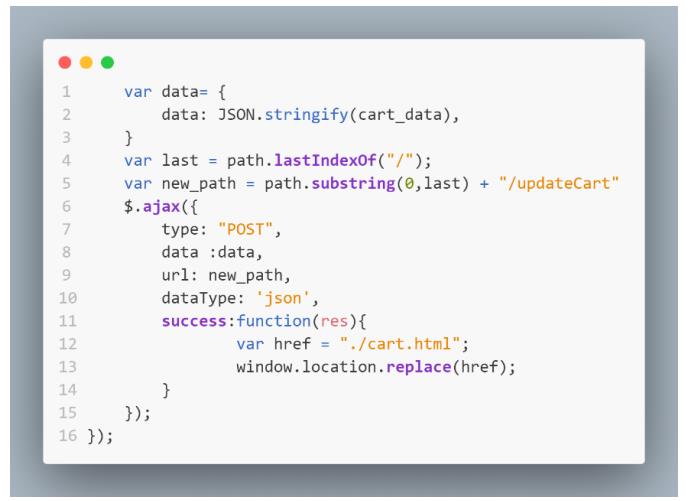 1 var data= {
2 data: JSON.stringify(cart_data),
3 }
4 var last = path.lastIndexOf("/");
5 var new_path = path.substring(0,last) + "/updateCart"
6 $.ajax({
7 type: "POST",
8 data :data,
9 url: new_path,
10 dataType: 'json',
11 success:function(res){
12 var href = "./cart.html";
13 window.location.replace(href);
14 }
15 });
16 });